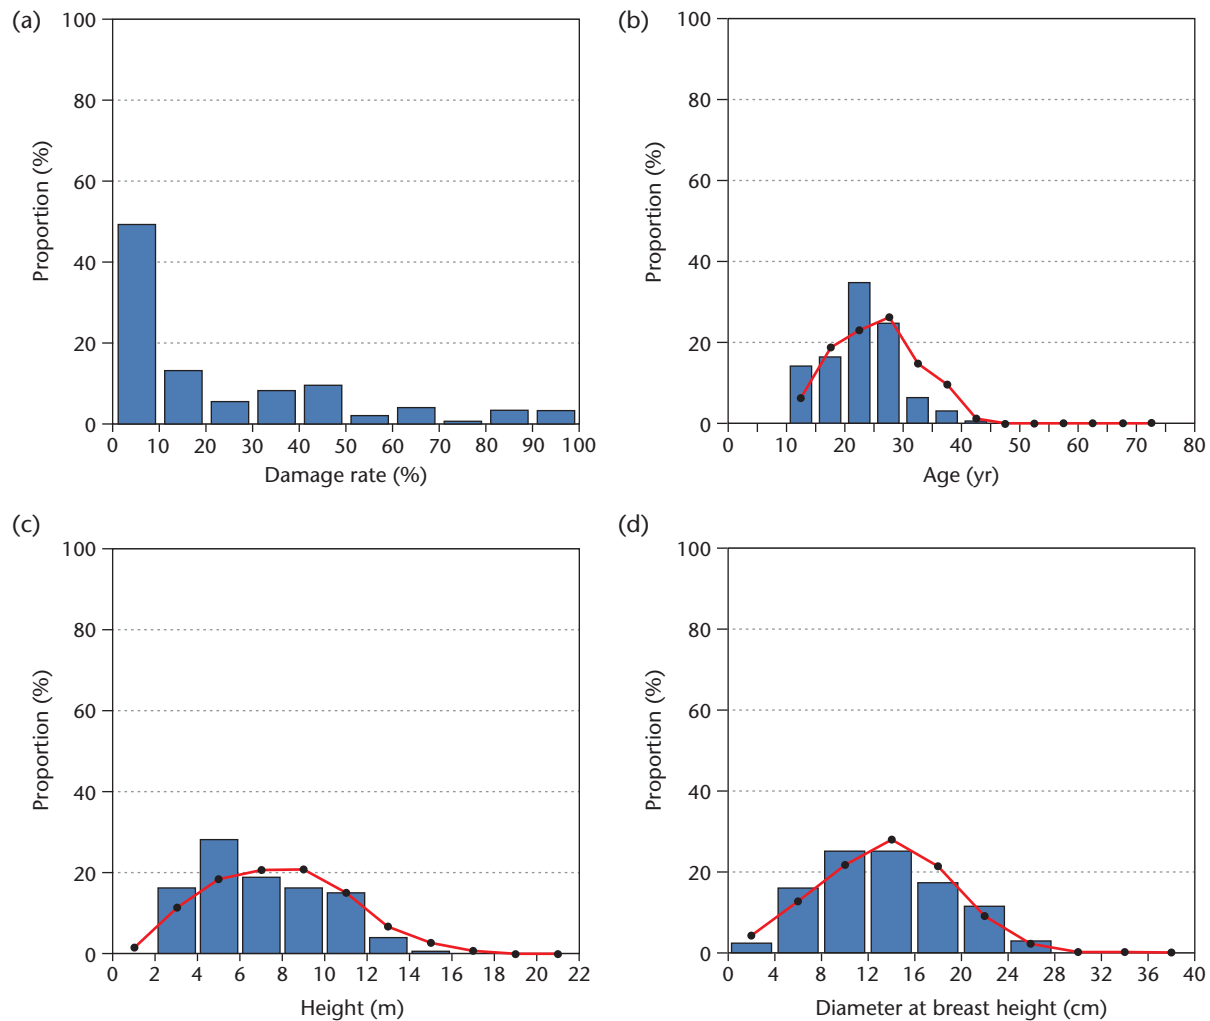 (a)
100
80
60
40
20
0
Proportion (%)
0 10 20 30 40 50 60 70 80 90 100
Damage rate (%)
(b)
100
80
60
40
20
0
Proportion (%)
0 10 20 30 40 50 60 70 80
Age (yr)
(c)
100
80
60
40
20
0
Proportion (%)
0 2 4 6 8 10 12 14 16 18 20 22
Height (m)
(d)
100
80
60
40
20
0
Proportion (%)
0 4 8 12 16 20 24 28 32 36 40
Diameter at breast height (cm)